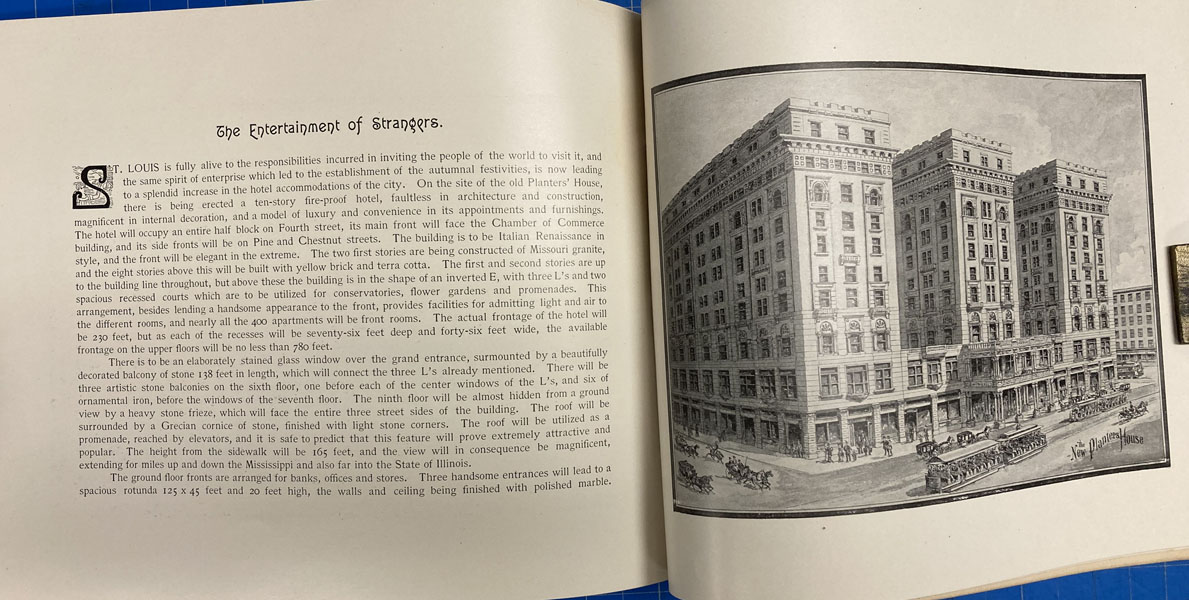 The Entertainment of Strangers.
ST. LOUIS is fully alive to the responsibilities incurred in inviting the people of the world to visit it, and
the same spirit of enterprise which led to the establishment of the autumnal festivities, is now leading
to a splendid increase in the hotel accommodations of the city. On the site of the old Planters' House,
there is being erected a ten-story fire-proof hotel, faultless in architecture and construction,
magnificent in internal decoration, and a model of luxury and convenience in its appointments and furnishings.
The hotel will occupy an entire half block on Fourth street, its main front will face the Chamber of Commerce
building, and its side fronts will be on Pine and Chestnut streets. The building is to be Italian Renaissance in
style, and the front will be elegant in the extreme. The two first stories are being constructed of Missouri granite,
and the eight stories above this will be built with yellow brick and terra cotta. The first and second stories are up
to the building line throughout, but above these the building is in the shape of an inverted E, with three L's and two
spacious recessed courts which are to be utilized for conservatories, flower gardens and promenades. This
arrangement, besides lending a handsome appearance to the front, provides facilities for admitting light and air to
the different rooms, and nearly all the 400 apartments will be front rooms. The actual frontage of the hotel will
be 230 feet, but as each of the recesses will be seventy-six feet deep and forty-six feet wide, the available
frontage on the upper floors will be no less than 780 feet.
There is to be an elaborately stained glass window over the grand entrance, surmounted by a beautifully
decorated balcony of stone 138 feet in length, which will connect the three L's already mentioned. There will be
three artistic stone balconies on the sixth floor, one before each of the center windows of the L's, and six of
ornamental iron, before the windows of the seventh floor. The ninth floor will be almost hidden from a ground
view by a heavy stone frieze, which will face the entire three street sides of the building. The roof will be
surrounded by a Grecian cornice of stone, finished with light stone corners. The roof will be utilized as a
promenade, reached by elevators, and it is safe to predict that this feature will prove extremely attractive and
popular. The height from the sidewalk will be 165 feet, and the view will in consequence be magnificent,
extending for miles up and down the Mississippi and also far into the State of Illinois.
The ground floor fronts are arranged for banks, offices and stores. Three handsome entrances will lead to a
spacious rotunda 125 x 45 feet and 20 feet high, the walls and ceiling being finished with polished marble.
The
New Planters House